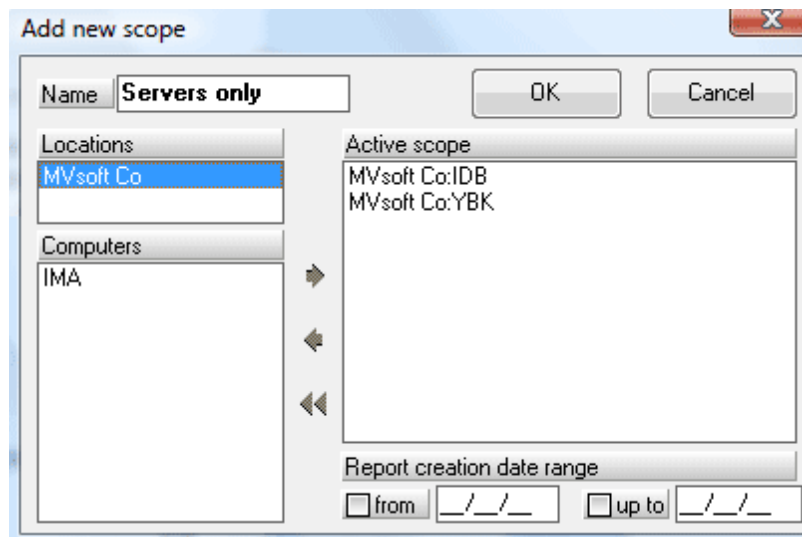 Add new scope
Name Servers only OK Cancel
Locations
MVsoft Co
Computers
IMA
Active scope
MVsoft Co:IDB
MVsoft Co:YBK
Report creation date range
from __/__/__ up to __/__/__